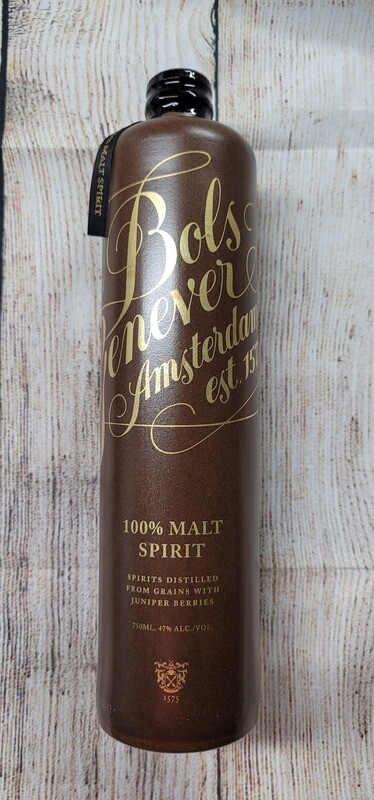 MALT SPIRIT
Bols
Genever
Amsterdam
est. 157
100% MALT
SPIRIT
SPIRITS DISTILLED
FROM GRAINS WITH
JUNIPER BERRIES
750ML. 47% ALC./VOL.
1575